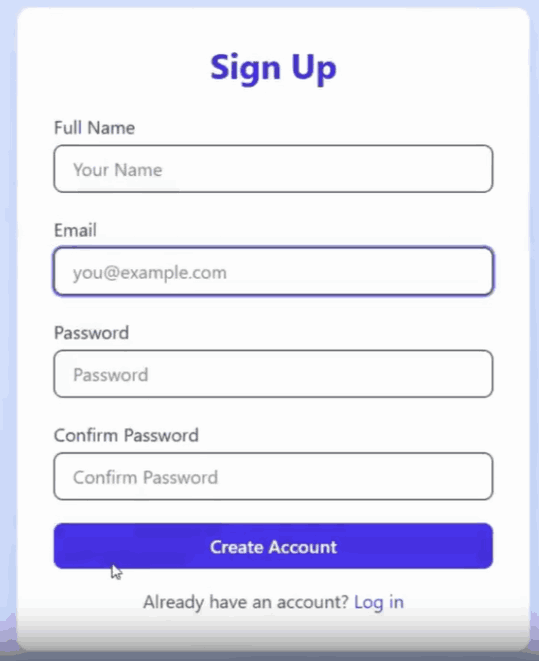 Sign Up
Full Name
Your Name
Email
you@example.com
Password
Password
Confirm Password
Confirm Password
Create Account
Already have an account? Log in